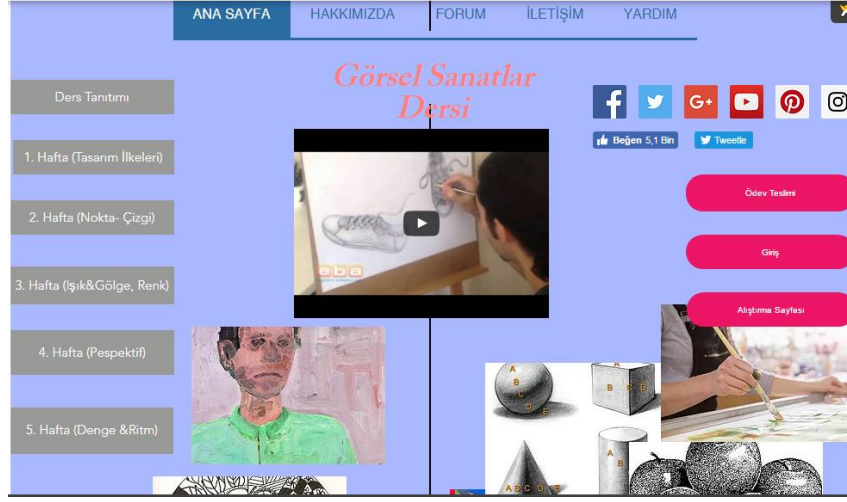 ANA SAYFA
HAKKIMIZDA
FORUM
İLETİŞİM
YARDIM
Görsel Sanatlar
Dersi
Ders Tanıtımı
1. Hafta (Tasarım İlkeleri)
2. Hafta (Nokta- Çizgi)
3. Hafta (Işık&Gölge, Renk)
4. Hafta (Pespektif)
5. Hafta (Denge &Ritm)
eba
G+
Beğen 5,1 Bin
Tweetle
Ödev Teslimi
Giriş
Alıştırma Sayfası
A
B
C
D
E
A
B C D
A
B
A B C D E